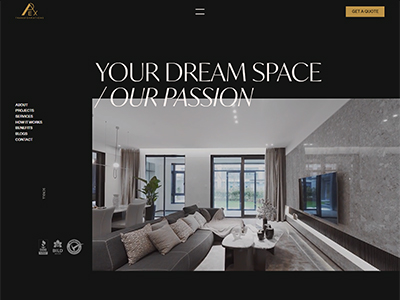 GET A QUOTE
YOUR DREAM SPACE
/ OUR PASSION
ABOUT
PROJECTS
SERVICES
HOW IT WORKS
BENEFITS
BLOGS
CONTACT